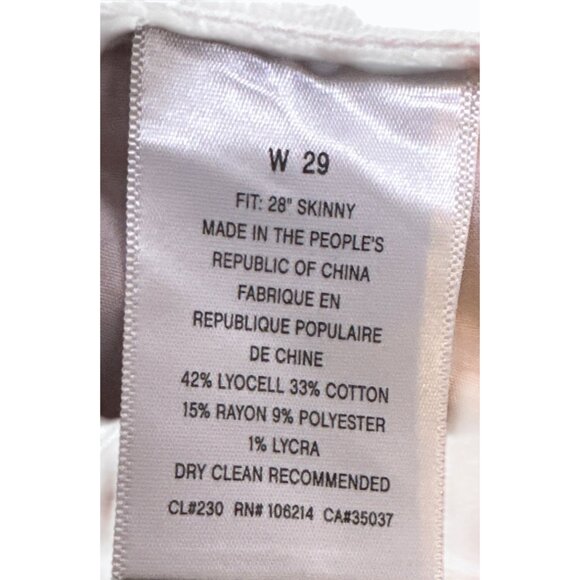 W 29
FIT: 28" SKINNY
MADE IN THE PEOPLE'S
REPUBLIC OF CHINA
FABRIQUE EN
REPUBLIQUE POPULAIRE
DE CHINE
42% LYOCELL 33% COTTON
15% RAYON 9% POLYESTER
1% LYCRA
DRY CLEAN RECOMMENDED
CL#230 RN# 106214 CA#35037